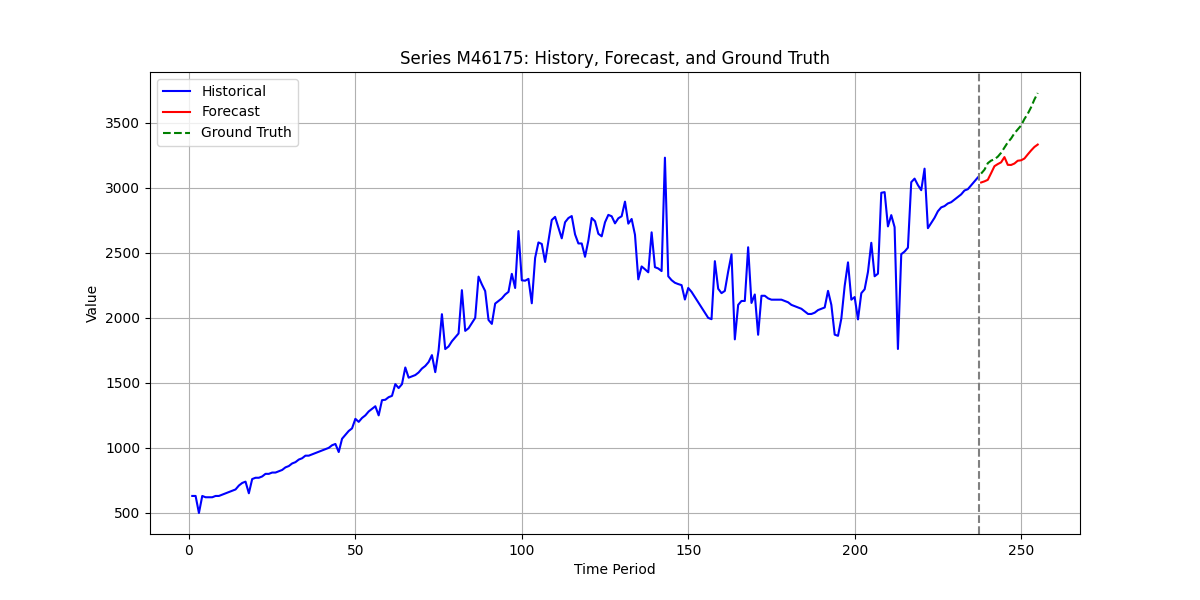 Series M46175: History, Forecast, and Ground Truth
Historical
Forecast
Ground Truth
3500
3000
2500
2000
1500
1000
500
Value
0 50 100 150 200 250
Time Period